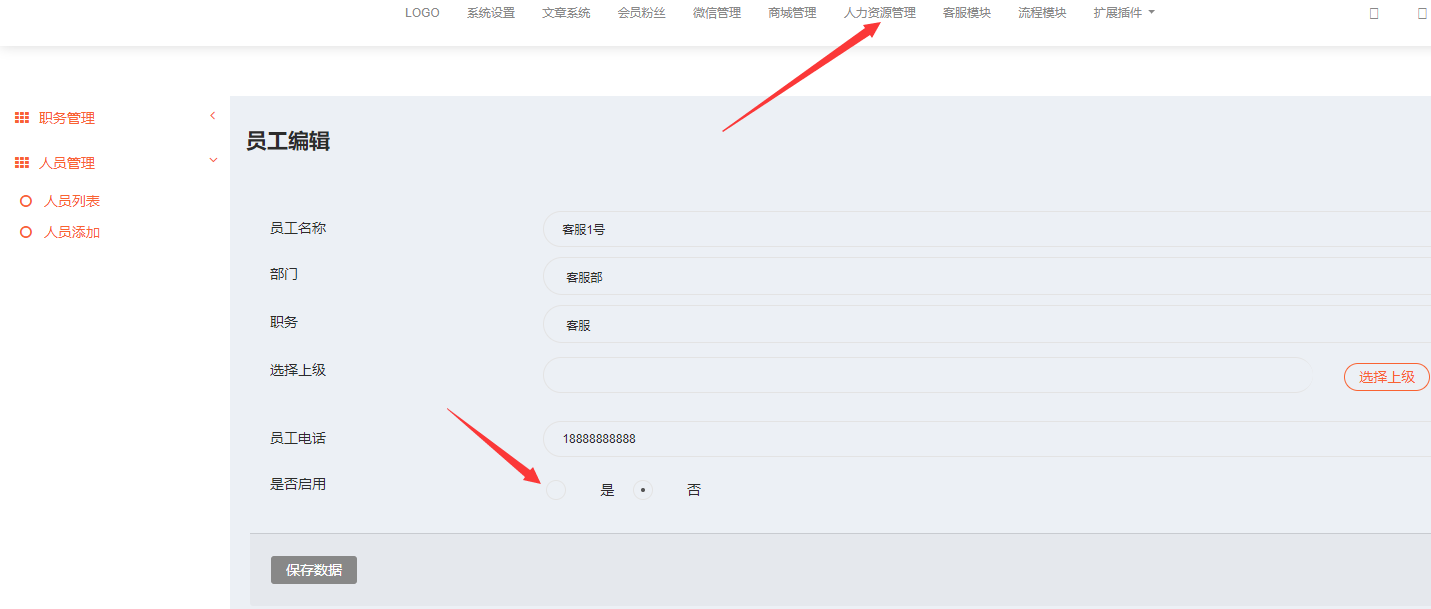 LOGO 系统设置 文章系统 会员粉丝 微信管理 商城管理 人力资源管理 客服模块 流程模块 扩展插件
职务管理
人员管理
人员列表
人员添加
员工编辑
员工名称 客服1号
部门 客服部
职务 客服
选择上级 选择上级
员工电话 18888888888
是否启用 是 否
保存数据